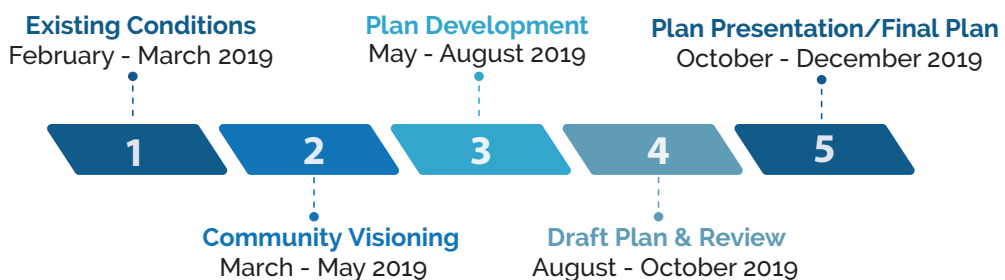 Existing Conditions
February - March 2019
Plan Development
May - August 2019
Plan Presentation/Final Plan
October - December 2019
1
2
3
4
5
Community Visioning
March - May 2019
Draft Plan & Review
August - October 2019